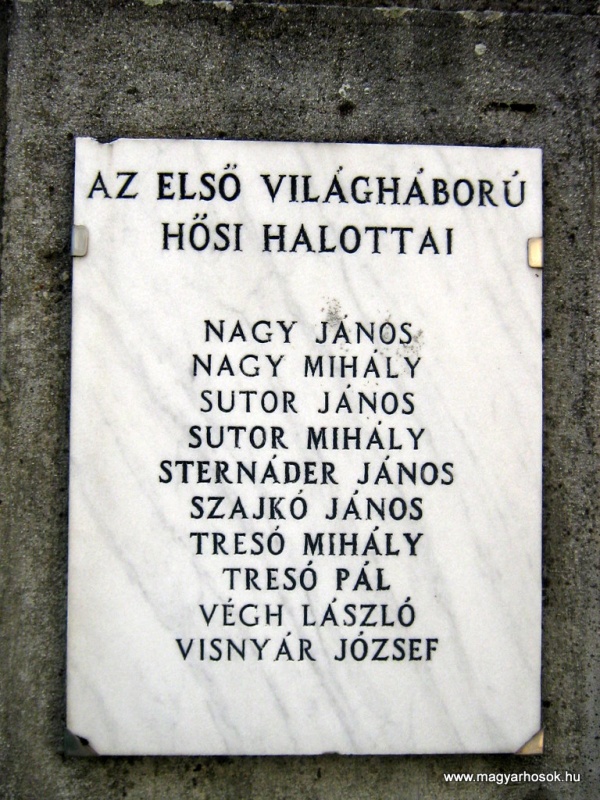 AZ ELSŐ VILÁGHÁBORÚ
HŐSI HALOTTAI
NAGY JÁNOS
NAGY MIHÁLY
SUTOR JÁNOS
SUTOR MIHÁLY
STERNÁDER JÁNOS
SZAJKÓ JÁNOS
TRESÓ MIHÁLY
TRESÓ PÁL
VÉGH LÁSZLÓ
VISNYÁR JÓZSEF
www.magyarhosok.hu